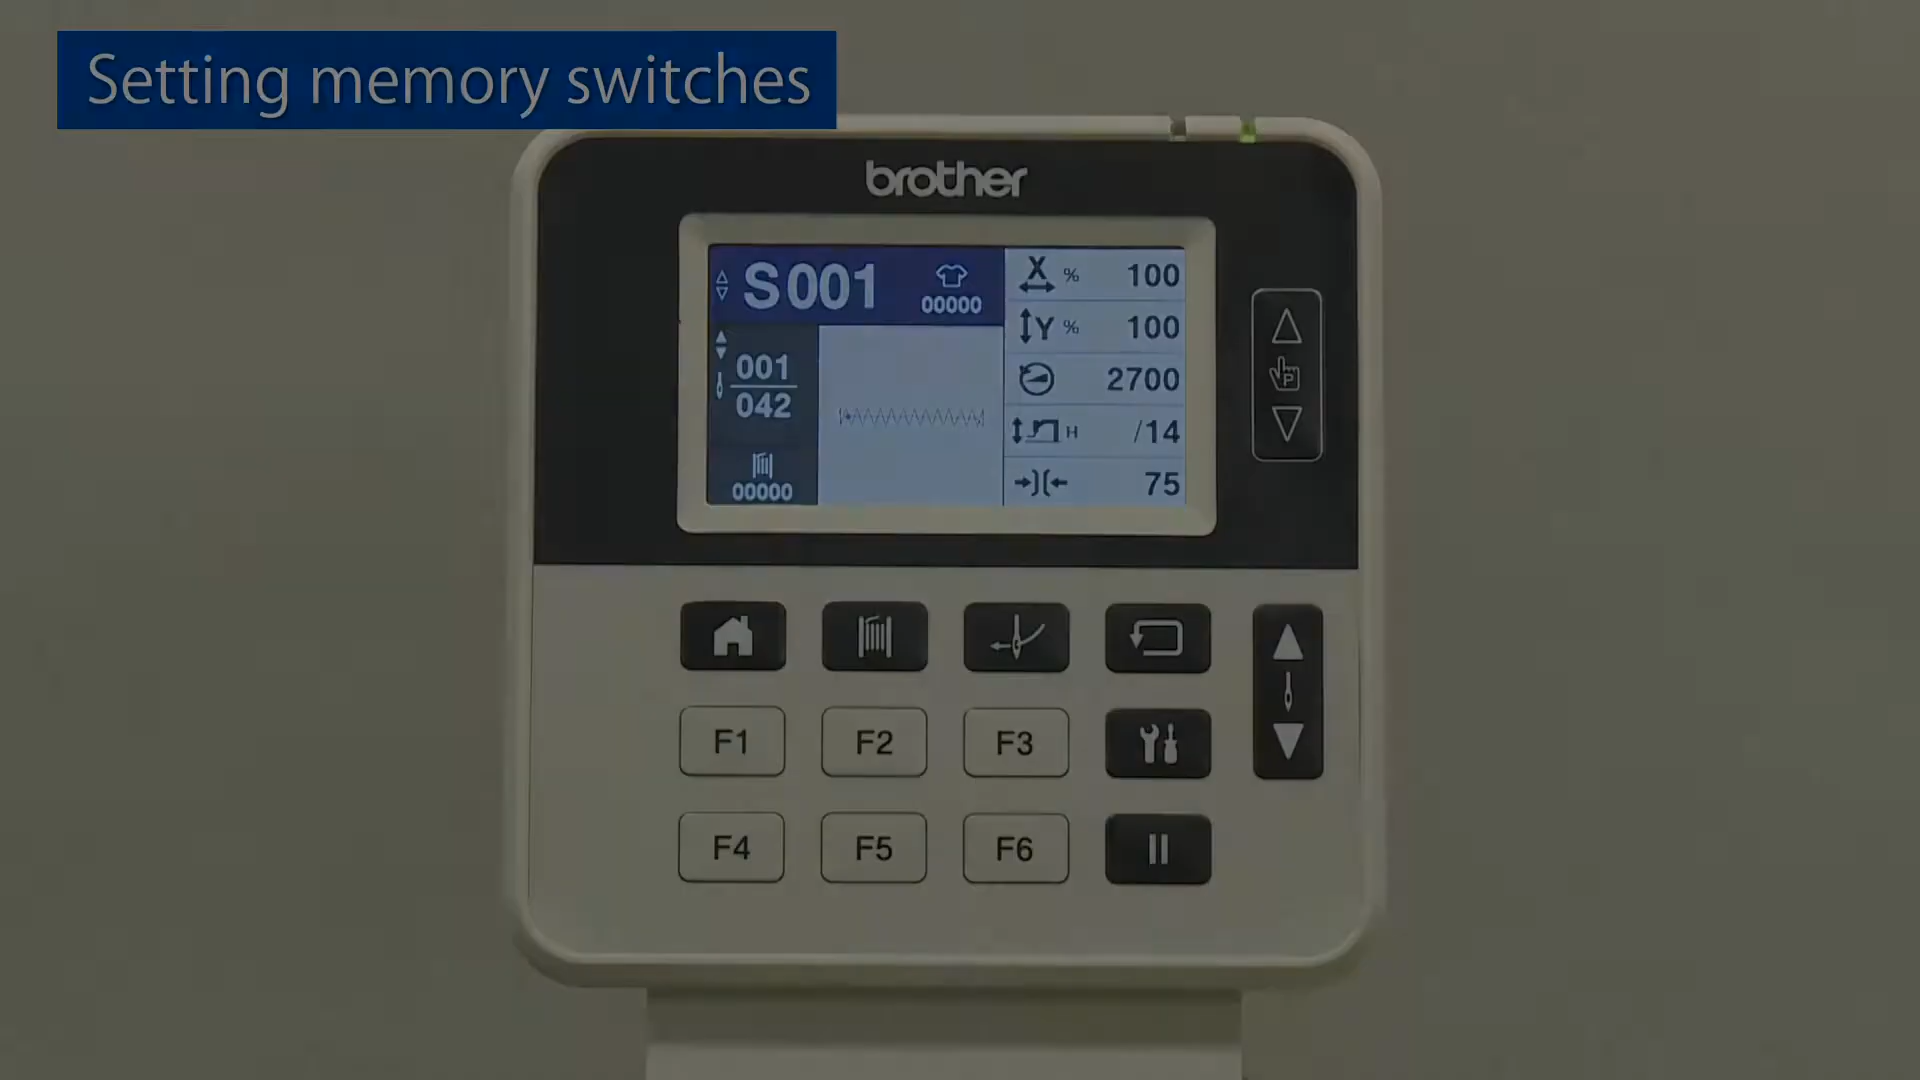 Setting memory switches
brother
S001
00000
X % 100
Y % 100
2700
001
042
H /14
00000
75
P
F1
F2
F3
F4
F5
F6